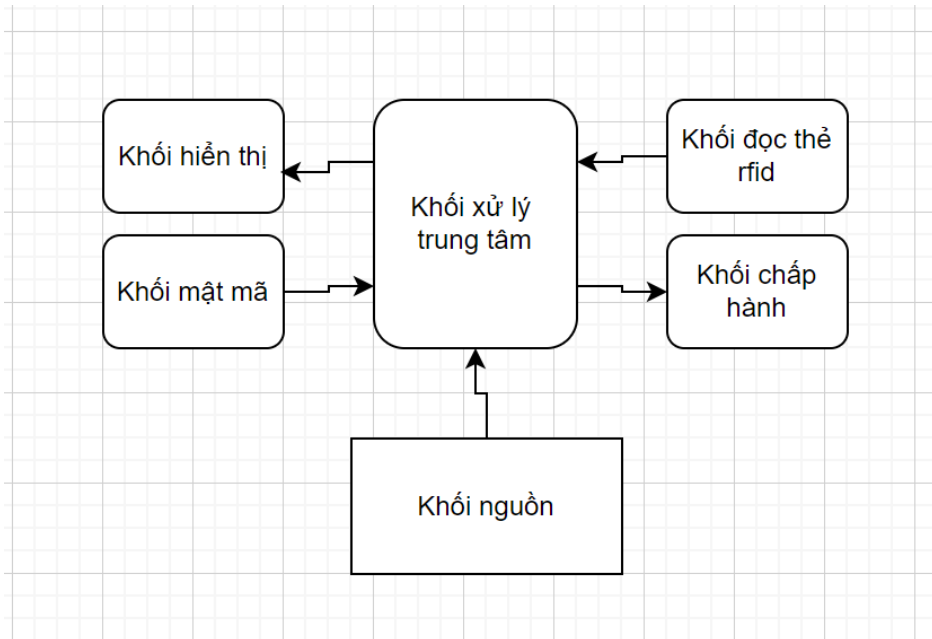 Khối hiển thị
Khối xử lý
trung tâm
Khối đọc thẻ
rfid
Khối mật mã
Khối chấp
hành
Khối nguồn